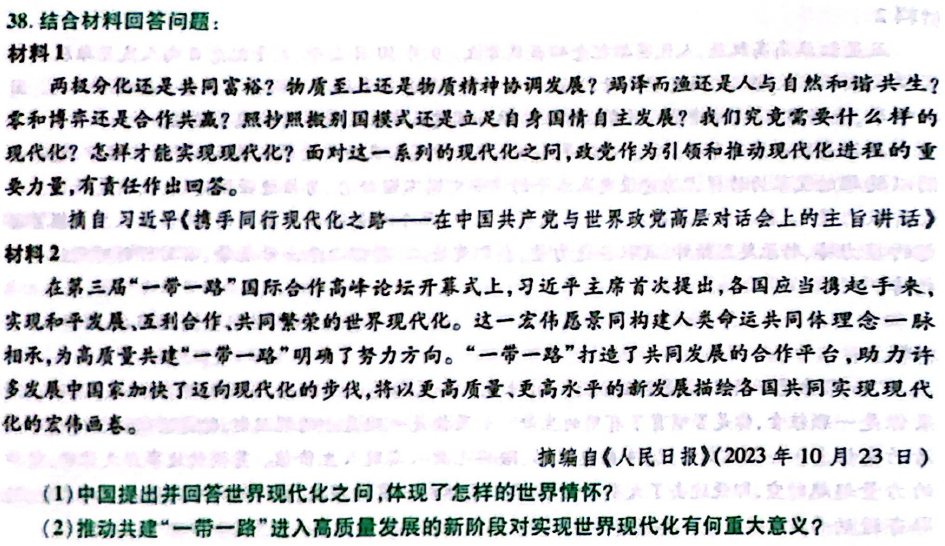 38. 结合材料回答问题：
材料1
两极分化还是共同富裕？物质至上还是物质精神协调发展？竭泽而渔还是人与自然和谐共生？
零和博弈还是合作共赢？照抄照搬别国模式还是立足自身国情自主发展？我们究竟需要什么样的
现代化？怎样才能实现现代化？面对这一系列的现代化之问，政党作为引领和推动现代化进程的重
要力量，有责任作出回答。
摘自 习近平《携手同行现代化之路——在中国共产党与世界政党高层对话会上的主旨讲话》
材料2
在第三届“一带一路”国际合作高峰论坛开幕式上，习近平主席首次提出，各国应当携起手来，
实现和平发展、互利合作、共同繁荣的世界现代化。这一宏伟愿景同构建人类命运共同体理念一脉
相承，为高质量共建“一带一路”明确了努力方向。“一带一路”打造了共同发展的合作平台，助力许
多发展中国家加快了迈向现代化的步伐，将以更高质量、更高水平的新发展描绘各国共同实现现代
化的宏伟画卷。
摘编自《人民日报》(2023年10月23日)
(1)中国提出并回答世界现代化之问，体现了怎样的世界情怀？
(2)推动共建“一带一路”进入高质量发展的新阶段对实现世界现代化有何重大意义？